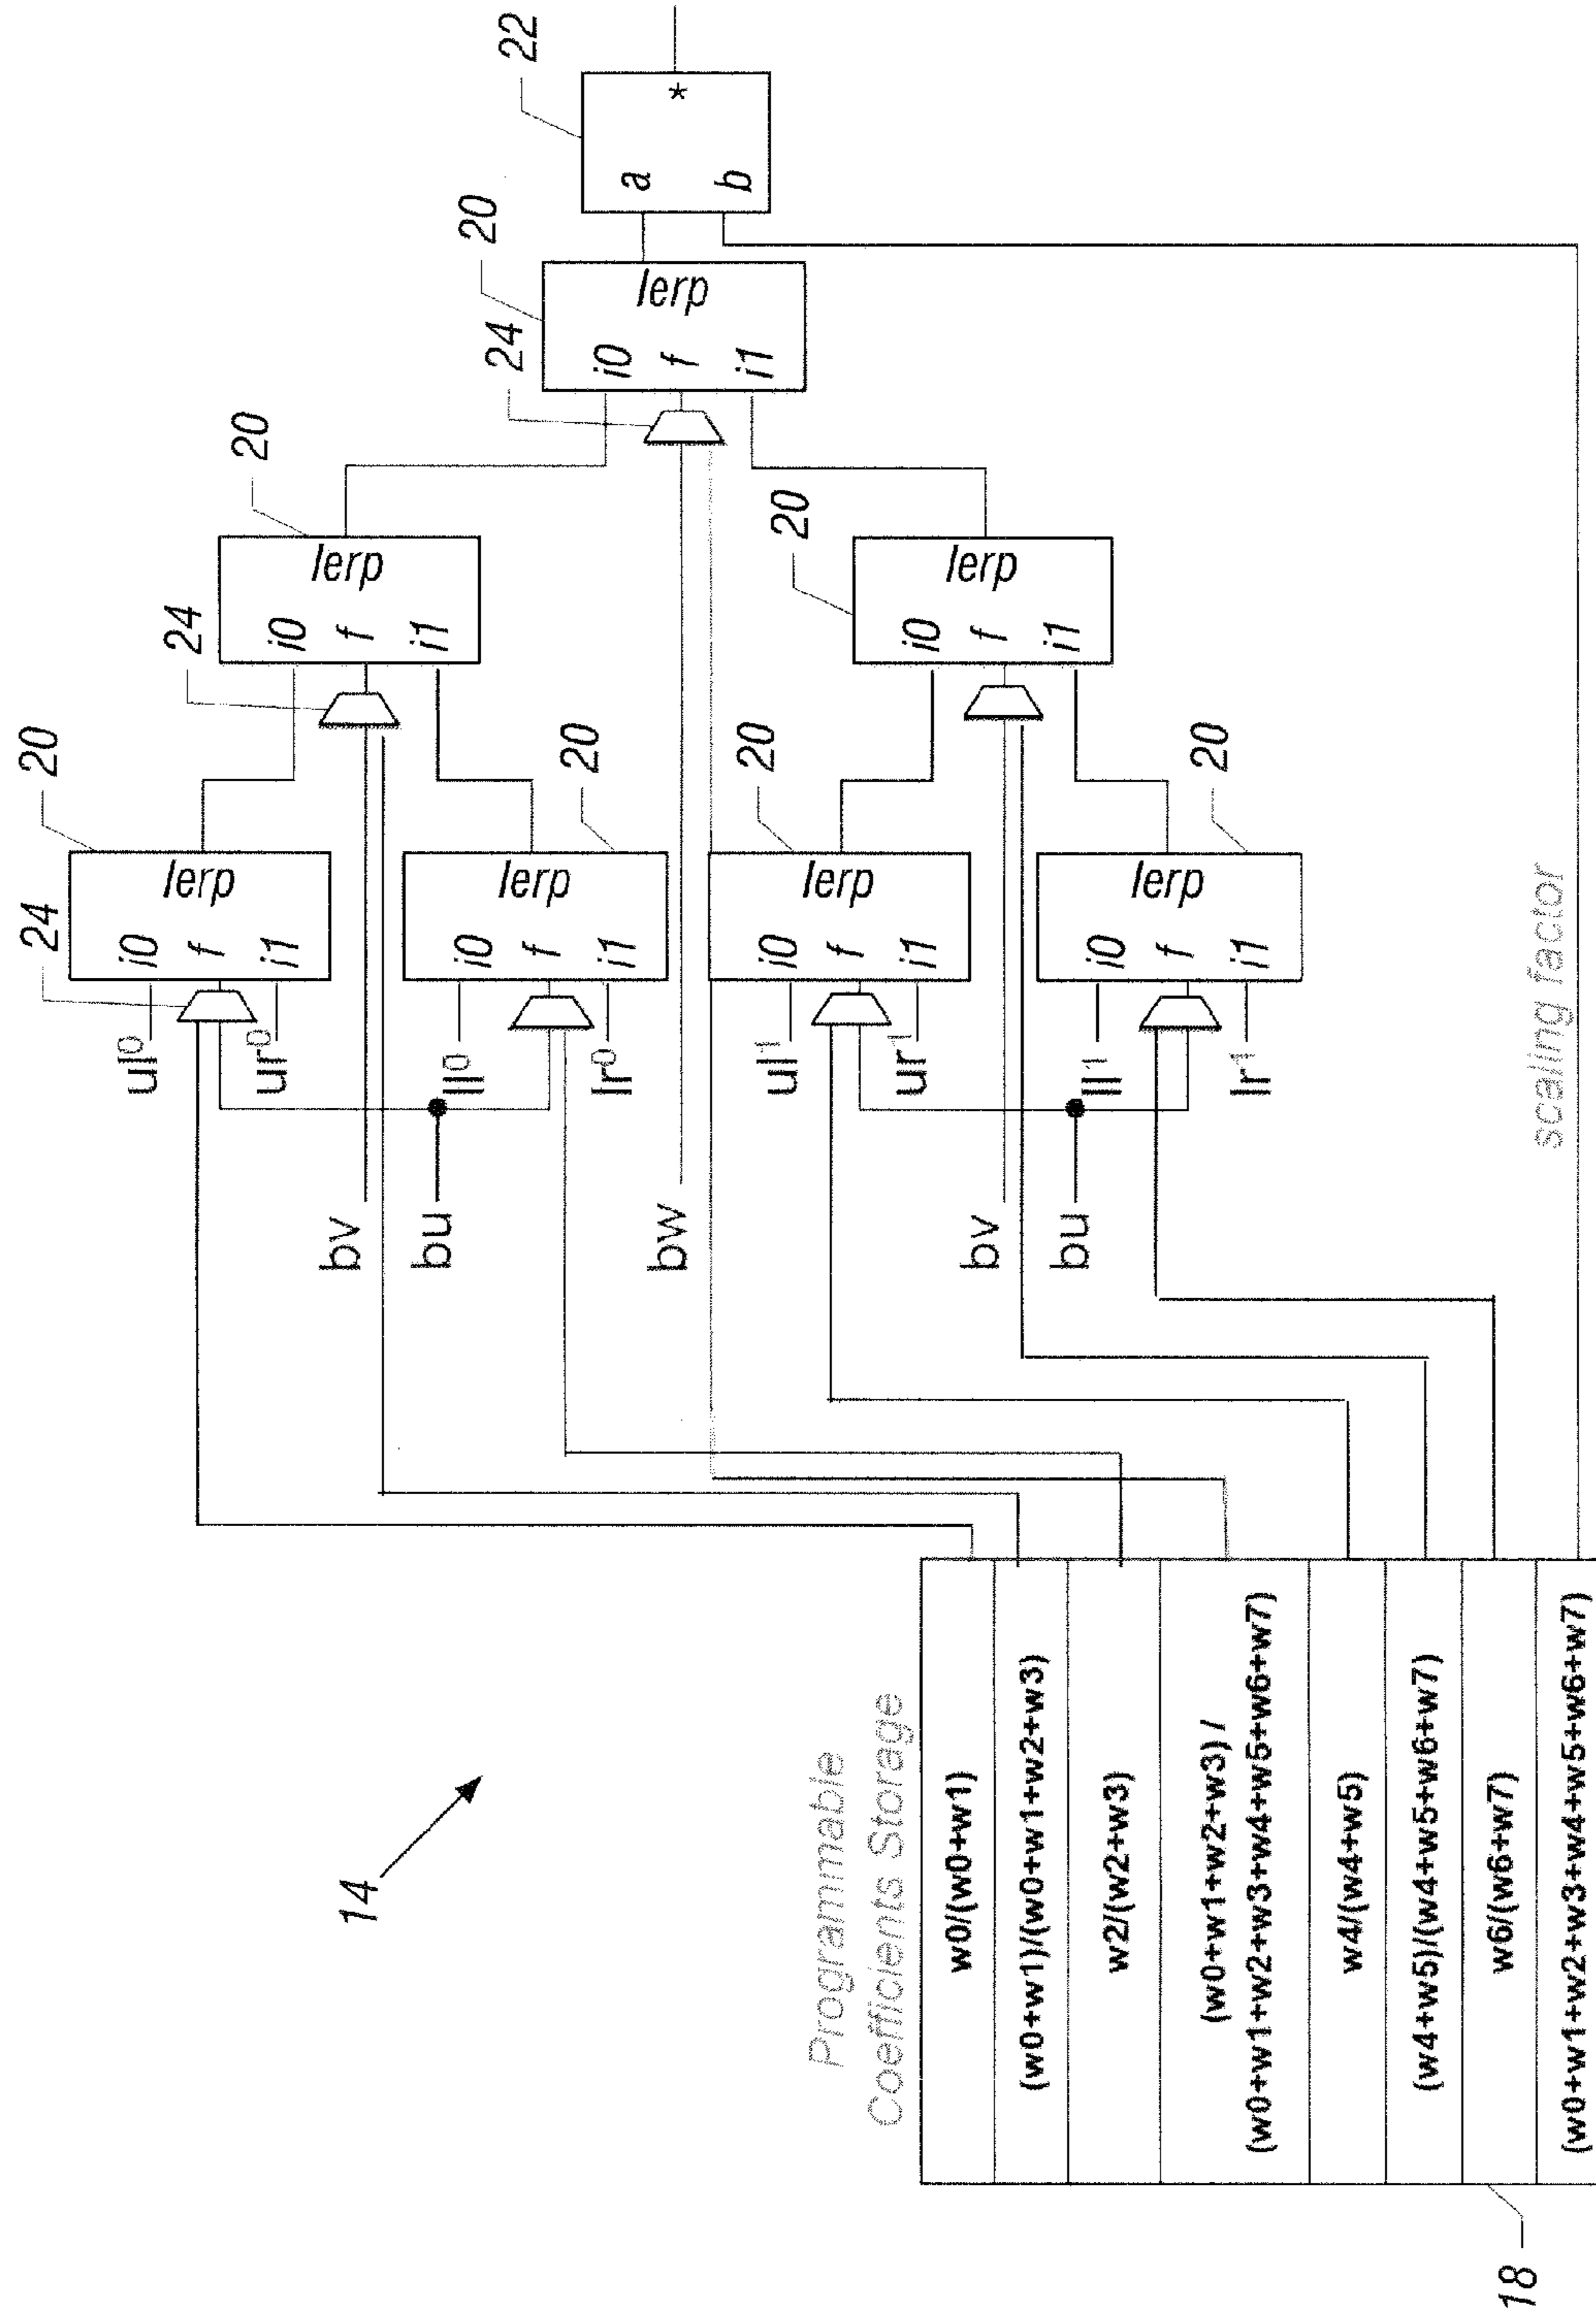 14
Programmable
Coefficients Storage
w0/(w0+w1)
(w0+w1)/(w0+w1+w2+w3)
w2/(w2+w3)
(w0+w1+w2+w3) /
(w0+w1+w2+w3+w4+w5+w6+w7)
w4/(w4+w5)
(w4+w5)/(w4+w5+w6+w7)
w6/(w6+w7)
(w0+w1+w2+w3+w4+w5+w6+w7)
18
bv
bu
bw
bv
bu
scaling factor
ul⁰
ur⁰
ll⁰
lr⁰
ul¹
ur¹
ll¹
lr¹
24
20
i0 f i1
lerp
20
i0 f i1
lerp
20
i0 f i1
lerp
20
i0 f i1
lerp
24
20
i0 f i1
lerp
20
i0 f i1
lerp
24
20
i0 f i1
lerp
22
a b
*